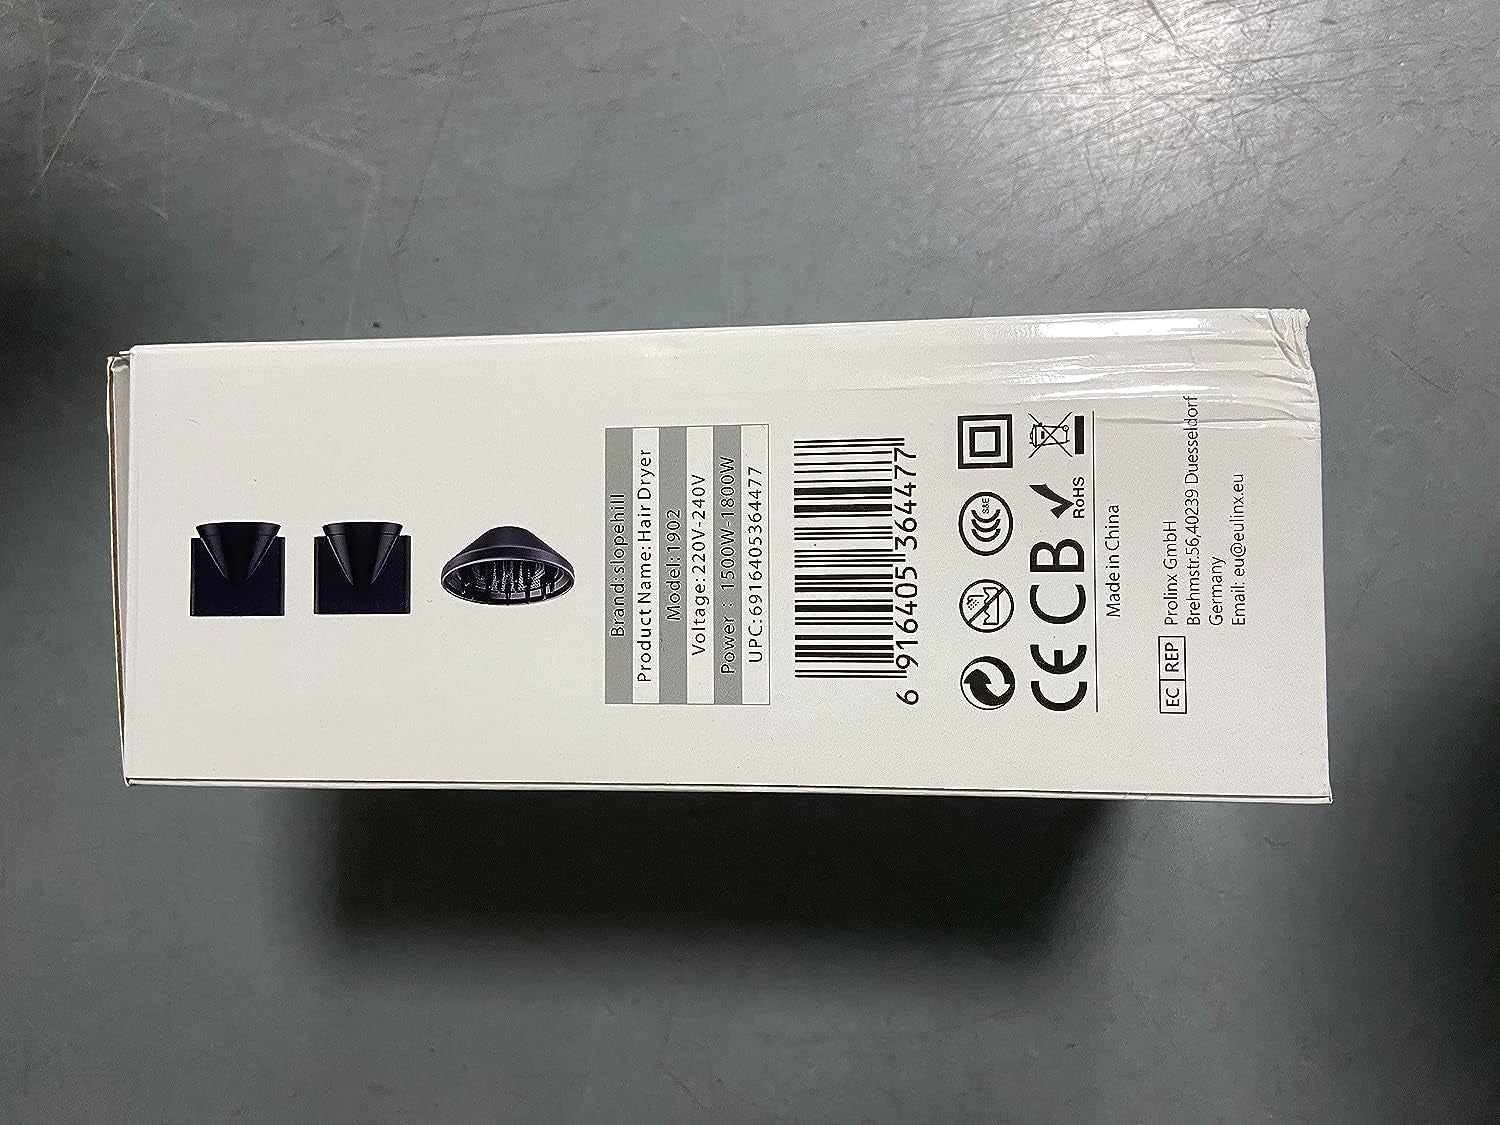 Brand:slopehill
Product Name:Hair Dryer
Model:1902
Voltage:220V-240V
Power : 1500W-1800W
UPC:6916405364477
6 916405 364477
S&E
CE CB RoHS
Made in China
EC REP
Prolinx GmbH
Brehmstr.56,40239 Duesseldorf
Germany
Email: eu@eulinx.eu